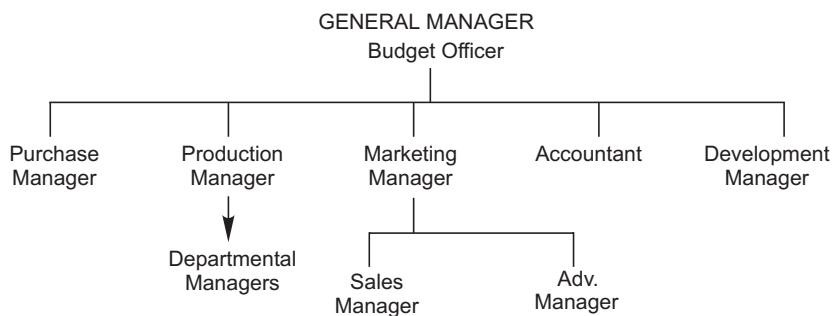 GENERAL MANAGER
Budget Officer
Purchase
Manager
Production
Manager
Marketing
Manager
Accountant
Development
Manager
Departmental
Managers
Sales
Manager
Adv.
Manager